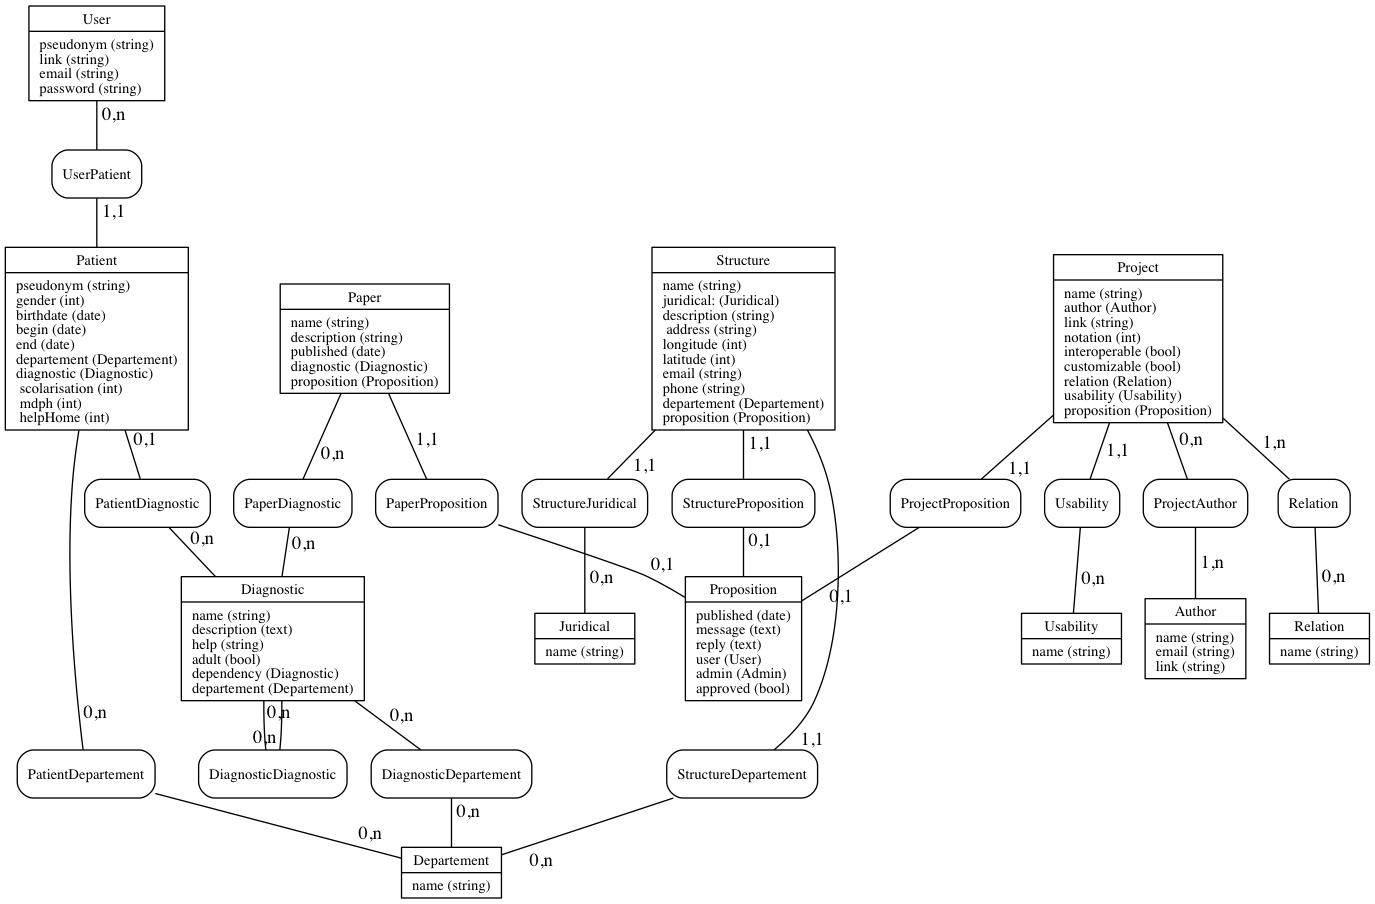 User
pseudonym (string)
link (string)
email (string)
password (string)
0,n
UserPatient
1,1
Patient
pseudonym (string)
gender (int)
birthdate (date)
begin (date)
end (date)
departement (Departement)
diagnostic (Diagnostic)
scolarisation (int)
mdph (int)
helpHome (int)
Paper
name (string)
description (string)
published (date)
diagnostic (Diagnostic)
proposition (Proposition)
Structure
name (string)
juridical: (Juridical)
description (string)
address (string)
longitude (int)
latitude (int)
email (string)
phone (string)
departement (Departement)
proposition (Proposition)
Project
name (string)
author (Author)
link (string)
notation (int)
interoperable (bool)
customizable (bool)
relation (Relation)
usability (Usability)
proposition (Proposition)
0,1
0,n
1,1
1,1
1,1
1,1
1,1
0,n
1,n
PatientDiagnostic
PaperDiagnostic
PaperProposition
StructureJuridical
StructureProposition
ProjectProposition
Usability
ProjectAuthor
Relation
0,n
0,n
0,1
0,n
0,1
0,1
0,n
1,n
0,n
Diagnostic
name (string)
description (text)
help (string)
adult (bool)
dependency (Diagnostic)
departement (Departement)
Juridical
name (string)
Proposition
published (date)
message (text)
reply (text)
user (User)
admin (Admin)
approved (bool)
Usability
name (string)
Author
name (string)
email (string)
link (string)
Relation
name (string)
0,n
0,n
0,n
0,n
1,1
PatientDepartement
DiagnosticDiagnostic
DiagnosticDepartement
StructureDepartement
0,n
0,n
0,n
Departement
name (string)